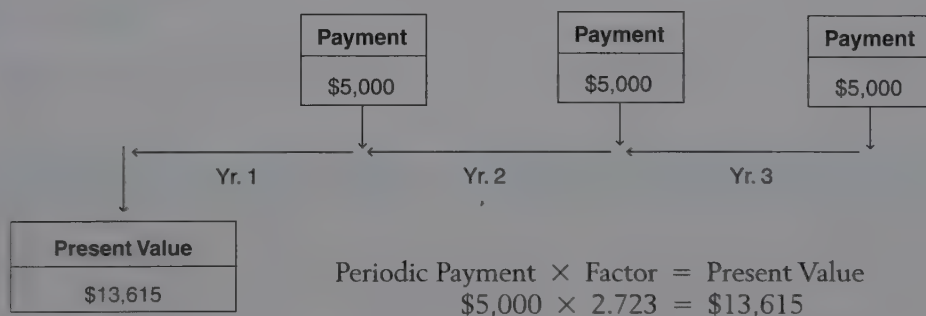 Payment
$5,000
Payment
$5,000
Payment
$5,000
Yr. 1
Yr. 2
Yr. 3
Present Value
$13,615
Periodic Payment × Factor = Present Value
$5,000 × 2.723 = $13,615